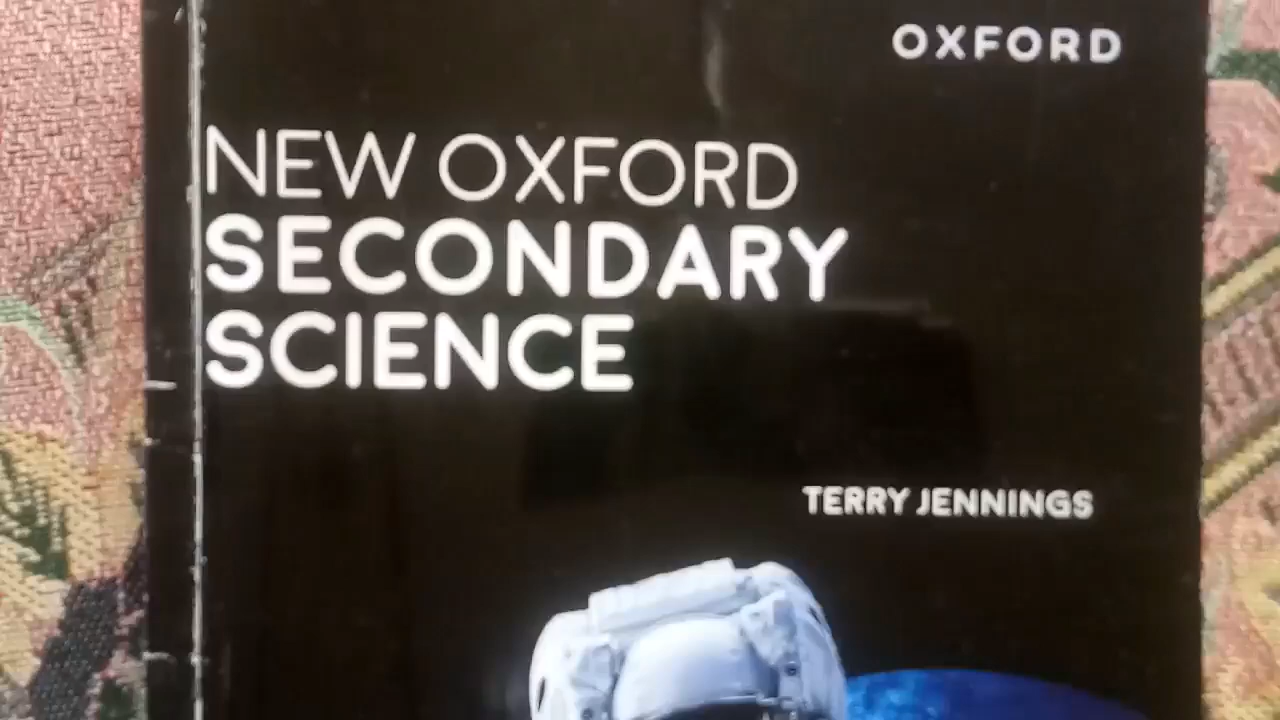 OXFORD
NEW OXFORD
SECONDARY
SCIENCE
TERRY JENNINGS